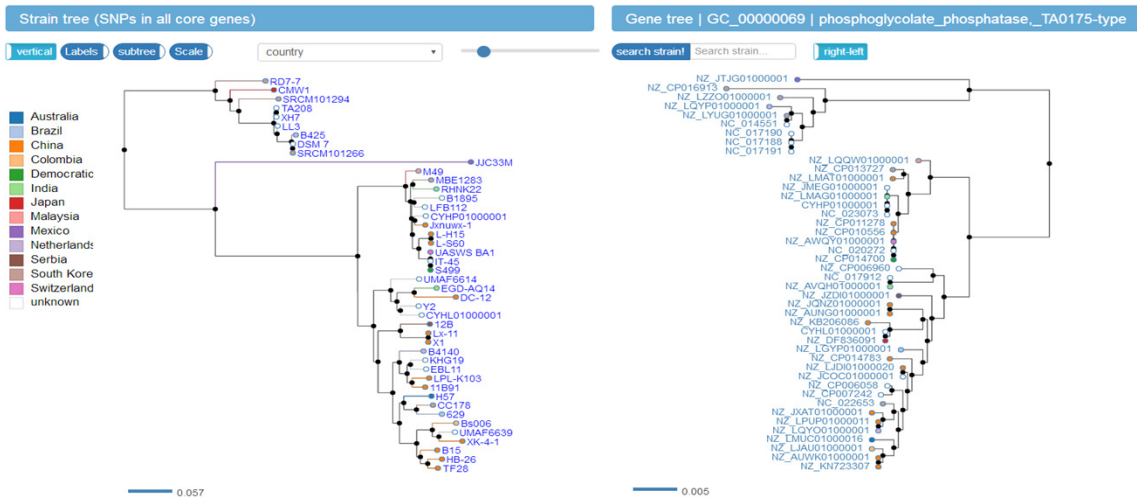 Strain tree (SNPs in all core genes)
vertical
Labels
subtree
Scale
country
Australia
Brazil
China
Colombia
Democratic
India
Japan
Malaysia
Mexico
Netherlands
Serbia
South Kore
Switzerland
unknown
RD7-7
CMW1
SRCM101294
TA208
XH7
LL3
B425
DSM 7
SRCM101266
JJC33M
M49
MBE1283
RHNK22
B1895
LFB112
CYHP01000001
Jxnuwx-1
L-H15
L-S60
UASWS BA1
IT-45
S499
UMAF6614
EGD-AQ14
DC-12
Y2
CYHL01000001
12B
Lx-11
X1
B4140
KHG19
EBL11
LPL-K103
11B91
H57
CC178
629
Bs006
UMAF6639
XK-4-1
B15
HB-26
TF28
0.057
Gene tree | GC_00000069 | phosphoglycolate_phosphatase,_TA0175-type
search strain!
Search strain...
right-left
NZ_JTJG01000001
NZ_CP016913
NZ_LZZO01000001
NZ_LQYP01000001
NZ_LYUG01000001
NC_014551
NC_017190
NC_017188
NC_017191
NZ_LQQW01000001
NZ_CP013727
NZ_LMAT01000001
NZ_JMEG01000001
NZ_LMAG01000001
CYHP01000001
NC_023073
NZ_CP011278
NZ_CP010556
NZ_AWQY01000001
NC_020272
NZ_CP014700
NZ_CP006960
NC_017912
NZ_AVQH01000001
NZ_JZDI01000001
NZ_JQNZ01000001
NZ_AUNG01000001
NZ_KB206086
CYHL01000001
NZ_DF836091
NZ_LGYP01000001
NZ_CP014783
NZ_LJDI01000020
NZ_JCOC01000001
NZ_CP006058
NZ_CP007242
NC_022653
NZ_JXAT01000001
NZ_LPUP01000011
NZ_LQYO01000001
NZ_LMUC01000016
NZ_LJAU01000001
NZ_AUWK01000001
NZ_KN723307
0.005